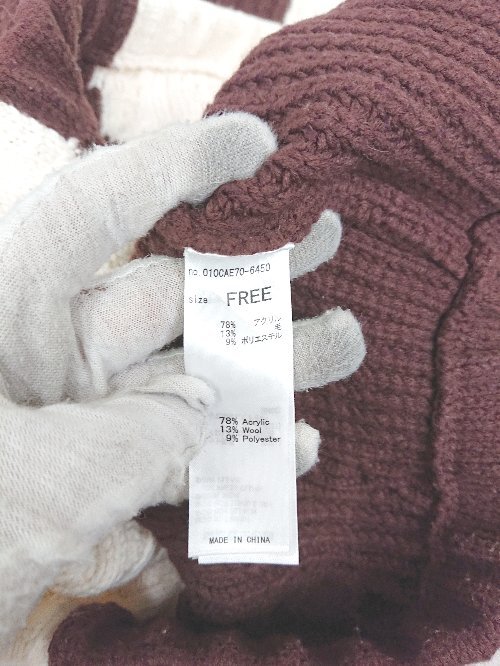 no.010CAE70-6450
size FREE
78% アクリル
13% 毛
9% ポリエステル
78% Acrylic
13% Wool
9% Polyester
MADE IN CHINA